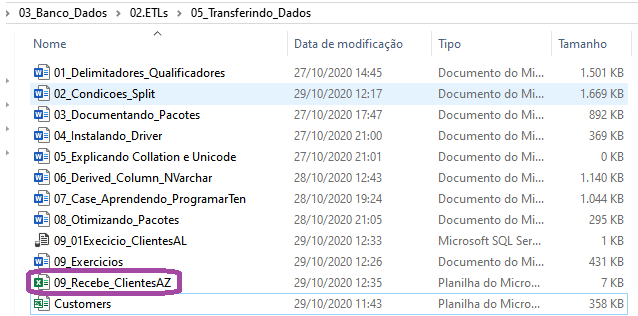 03_Banco_Dados > 02.ETLs > 05_Transferindo_Dados
Nome Data de modificação Tipo Tamanho
01_Delimitadores_Qualificadores 27/10/2020 14:45 Documento do Mi... 1.501 KB
02_Condicoes_Split 29/10/2020 12:17 Documento do Mi... 1.669 KB
03_Documentando_Pacotes 27/10/2020 17:47 Documento do Mi... 892 KB
04_Instalando_Driver 27/10/2020 21:00 Documento do Mi... 369 KB
05_Explicando Collation e Unicode 27/10/2020 21:01 Documento do Mi... 0 KB
06_Derived_Column_NVarchar 28/10/2020 12:43 Documento do Mi... 1.140 KB
07_Case_Aprendendo_ProgramarTen 28/10/2020 19:24 Documento do Mi... 1.044 KB
08_Otimizando_Pacotes 28/10/2020 21:05 Documento do Mi... 295 KB
09_01Execicio_ClientesAL 29/10/2020 12:33 Microsoft SQL Ser... 1 KB
09_Exercicios 29/10/2020 12:26 Documento do Mi... 431 KB
09_Recebe_ClientesAZ 29/10/2020 12:35 Planilha do Micro... 7 KB
Customers 29/10/2020 11:43 Planilha do Micro... 358 KB